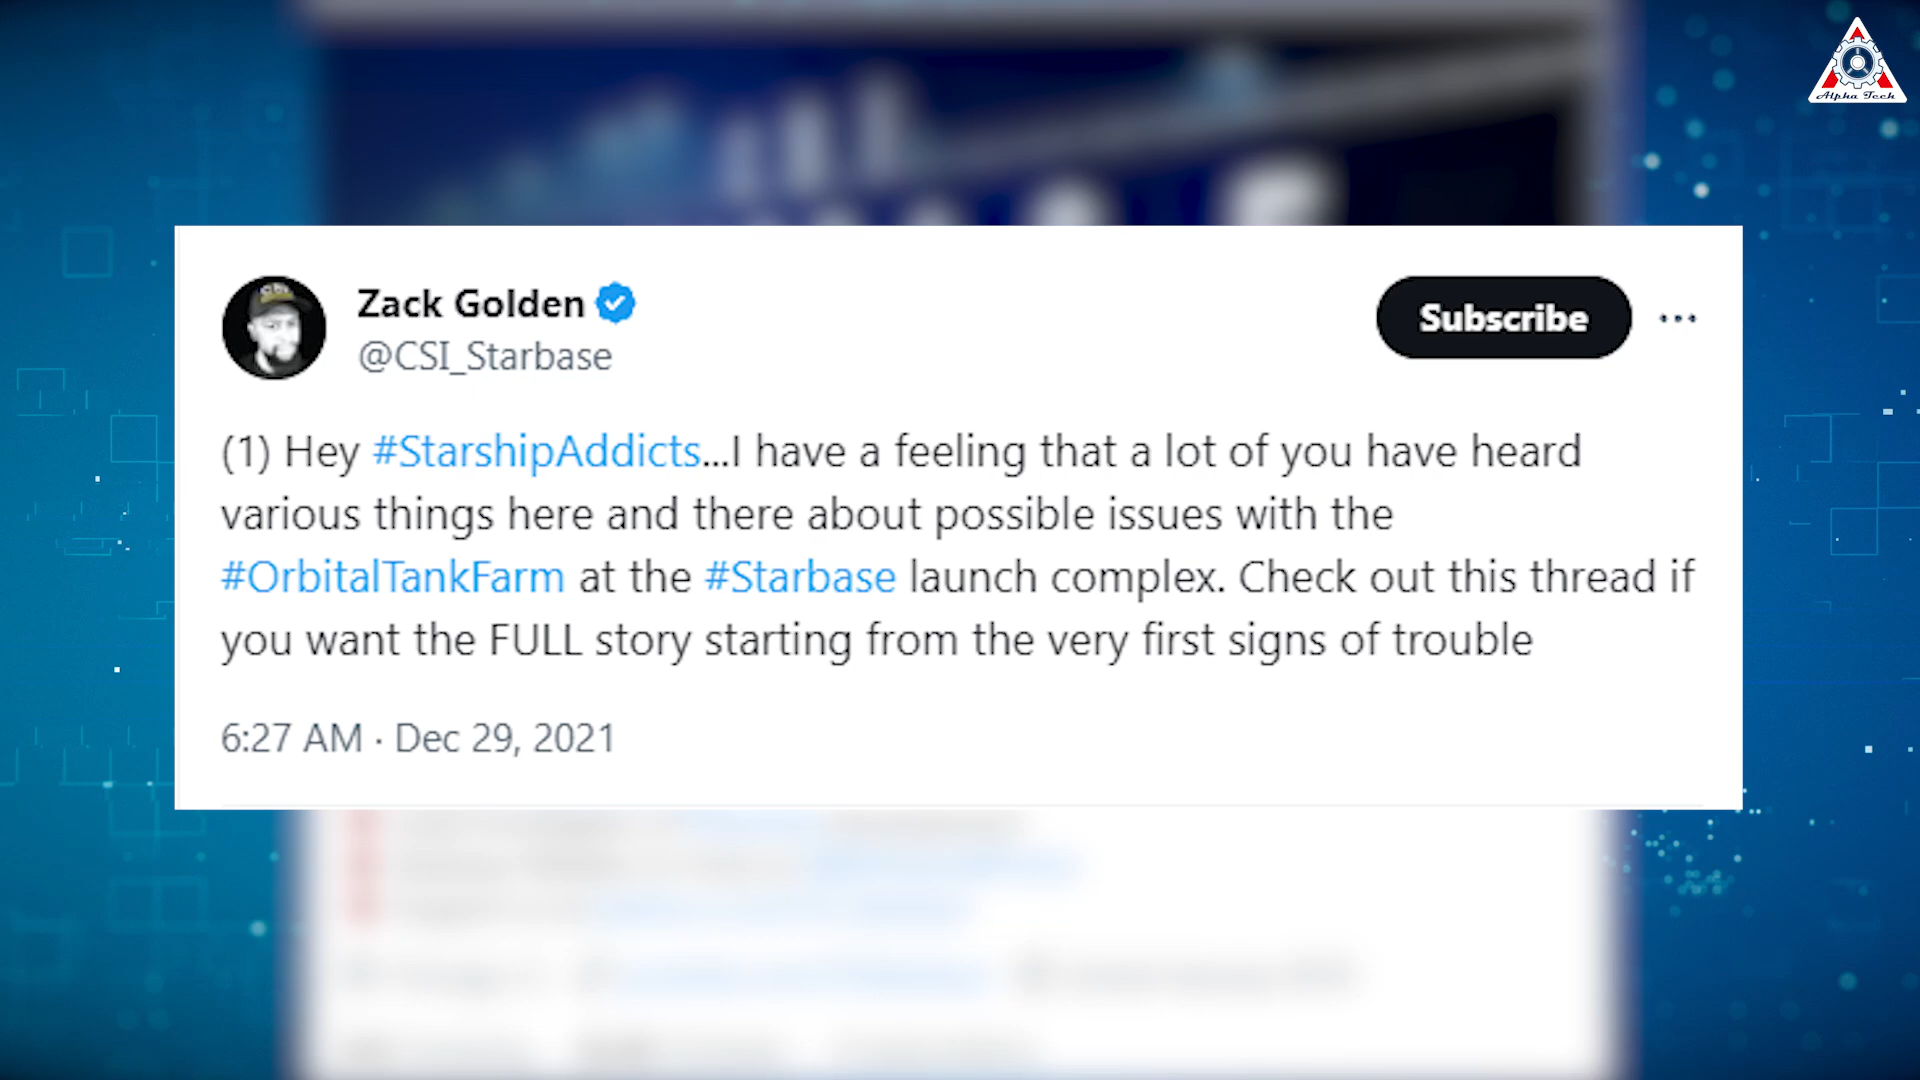 Alpha Tech
Zack Golden
@CSI_Starbase
Subscribe
(1) Hey #StarshipAddicts...I have a feeling that a lot of you have heard
various things here and there about possible issues with the
#OrbitalTankFarm at the #Starbase launch complex. Check out this thread if
you want the FULL story starting from the very first signs of trouble
6:27 AM · Dec 29, 2021